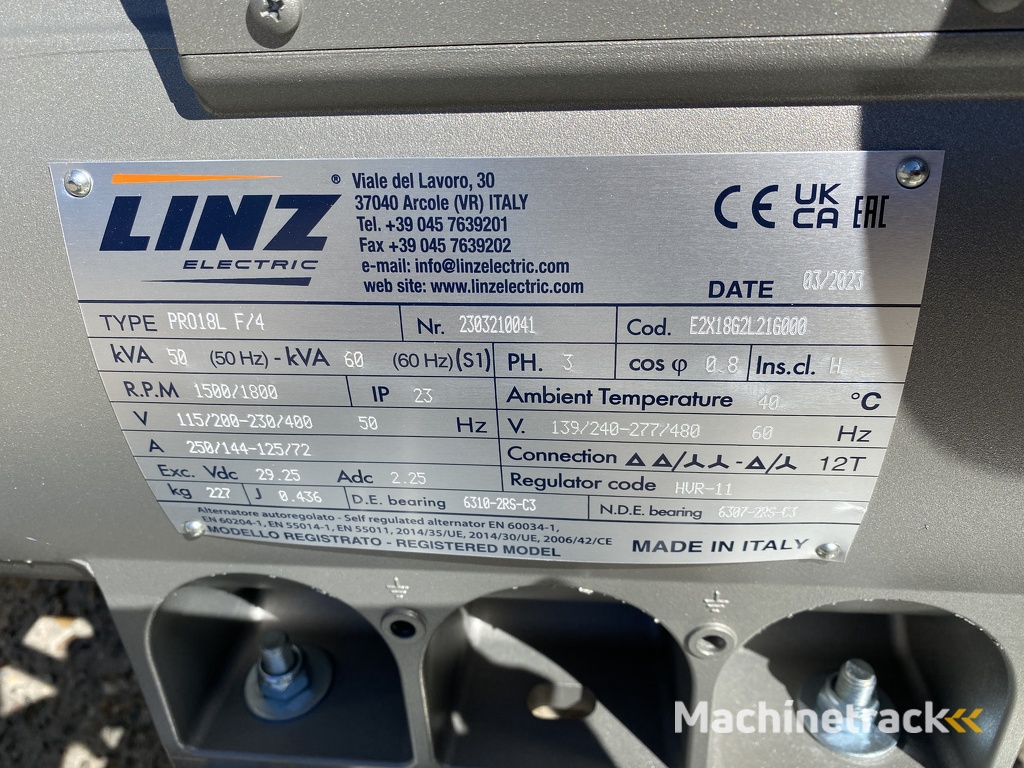 LINZ ®
ELECTRIC
Viale del Lavoro, 30
37040 Arcole (VR) ITALY
Tel. +39 045 7639201
Fax +39 045 7639202
e-mail: info@linzelectric.com
web site: www.linzelectric.com
CE UK CA EAC
DATE 03/2023
TYPE PRO18L F/4 Nr. 2303210041 Cod. E2X18G2L21G000
kVA 50 (50 Hz) - kVA 60 (60 Hz) (S1) PH. 3 cos φ 0.8 Ins.cl. H
R.P.M 1500/1800 IP 23 Ambient Temperature 40 °C
V 115/200-230/400 50 Hz V. 139/240-277/480 60 Hz
A 250/144-125/72 Connection △△/⅄⅄-△/⅄ 12T
Exc. Vdc 29.25 Adc 2.25 Regulator code HVR-11
kg 227 J 0.436 D.E. bearing 6310-2RS-C3 N.D.E. bearing 6307-2RS-C3
Alternatore autoregolato - Self regulated alternator EN 60034-1,
EN 60204-1, EN 55014-1, EN 55011, 2014/35/UE, 2014/30/UE, 2006/42/CE
MODELLO REGISTRATO - REGISTERED MODEL MADE IN ITALY
Machinetrack